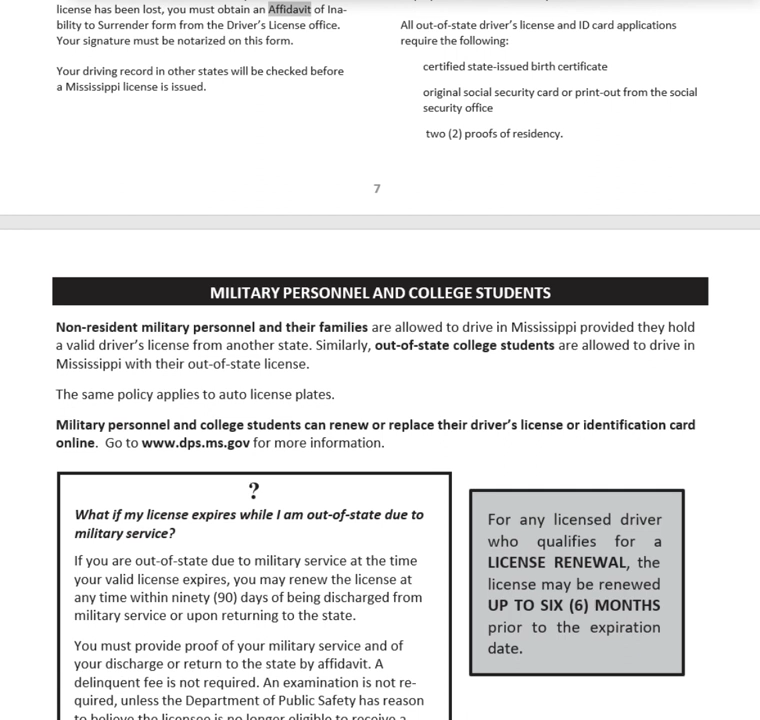 license has been lost, you must obtain an Affidavit of Ina-
bility to Surrender form from the Driver's License office.
Your signature must be notarized on this form.
Your driving record in other states will be checked before
a Mississippi license is issued.
All out-of-state driver's license and ID card applications
require the following:
certified state-issued birth certificate
original social security card or print-out from the social
security office
two (2) proofs of residency.
7
MILITARY PERSONNEL AND COLLEGE STUDENTS
Non-resident military personnel and their families are allowed to drive in Mississippi provided they hold
a valid driver's license from another state. Similarly, out-of-state college students are allowed to drive in
Mississippi with their out-of-state license.
The same policy applies to auto license plates.
Military personnel and college students can renew or replace their driver's license or identification card
online. Go to www.dps.ms.gov for more information.
?
What if my license expires while I am out-of-state due to
military service?
If you are out-of-state due to military service at the time
your valid license expires, you may renew the license at
any time within ninety (90) days of being discharged from
military service or upon returning to the state.
You must provide proof of your military service and of
your discharge or return to the state by affidavit. A
delinquent fee is not required. An examination is not re-
quired, unless the Department of Public Safety has reason
to believe the licensee is no longer eligible to receive a
For any licensed driver
who qualifies for a
LICENSE RENEWAL, the
license may be renewed
UP TO SIX (6) MONTHS
prior to the expiration
date.